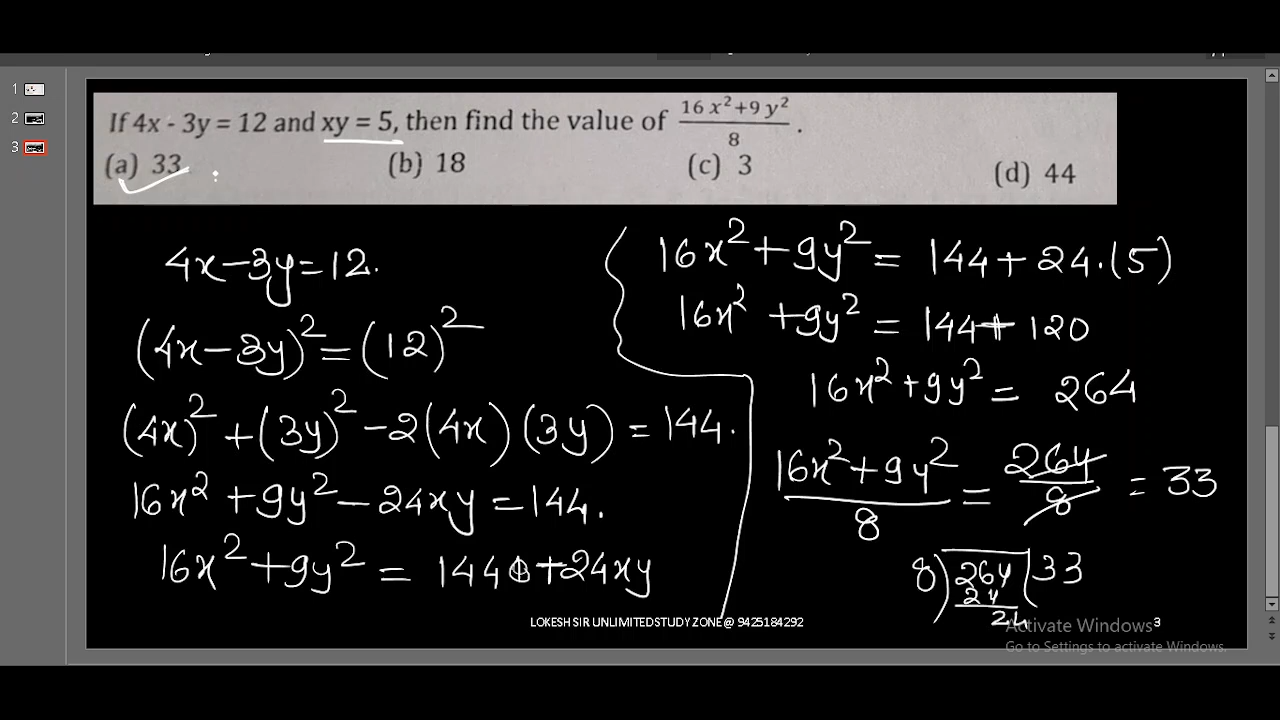 1
2
3
If 4x - 3y = 12 and xy = 5, then find the value of (16x²+9y²)/8 .
(a) 33 (b) 18 (c) 3 (d) 44
4x-3y=12.
(4x-3y)² = (12)²
(4x)² + (3y)² - 2(4x)(3y) = 144.
16x² + 9y² - 24xy = 144.
16x² + 9y² = 144 + 24xy
16x² + 9y² = 144 + 24.(5)
16x² + 9y² = 144 + 120
16x² + 9y² = 264
(16x² + 9y²)/8 = 264/8 = 33
8)264(33
24
24
LOKESH SIR UNLIMITEDSTUDY ZONE@ 9425184292
3
Activate Windows
Go to Settings to activate Windows.